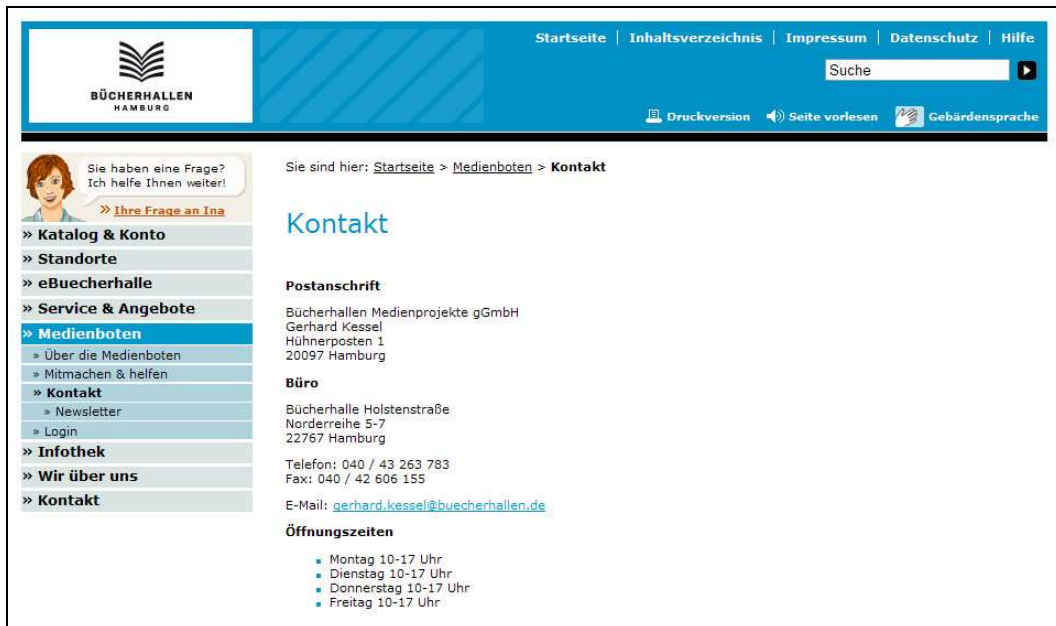 Startseite | Inhaltsverzeichnis | Impressum | Datenschutz | Hilfe
Suche
BÜCHERHALLEN
HAMBURG
Druckversion Seite vorlesen Gebärdensprache
Sie haben eine Frage?
Ich helfe Ihnen weiter!
» Ihre Frage an Ina
» Katalog & Konto
» Standorte
» eBuecherhalle
» Service & Angebote
» Medienboten
» Über die Medienboten
» Mitmachen & helfen
» Kontakt
» Newsletter
» Login
» Infothek
» Wir über uns
» Kontakt
Sie sind hier: Startseite > Medienboten > Kontakt
Kontakt
Postanschrift
Bücherhallen Medienprojekte gGmbH
Gerhard Kessel
Hühnerposten 1
20097 Hamburg
Büro
Bücherhalle Holstenstraße
Norderreihe 5-7
22767 Hamburg
Telefon: 040 / 43 263 783
Fax: 040 / 42 606 155
E-Mail: gerhard.kessel@buecherhallen.de
Öffnungszeiten
Montag 10-17 Uhr
Dienstag 10-17 Uhr
Donnerstag 10-17 Uhr
Freitag 10-17 Uhr